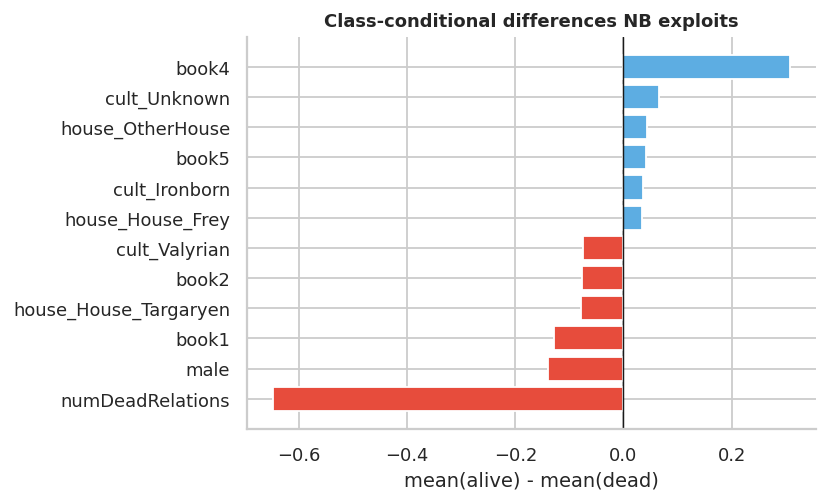 Class-conditional differences NB exploits
book4
cult_Unknown
house_OtherHouse
book5
cult_Ironborn
house_House_Frey
cult_Valyrian
book2
house_House_Targaryen
book1
male
numDeadRelations
−0.6 −0.4 −0.2 0.0 0.2
mean(alive) - mean(dead)